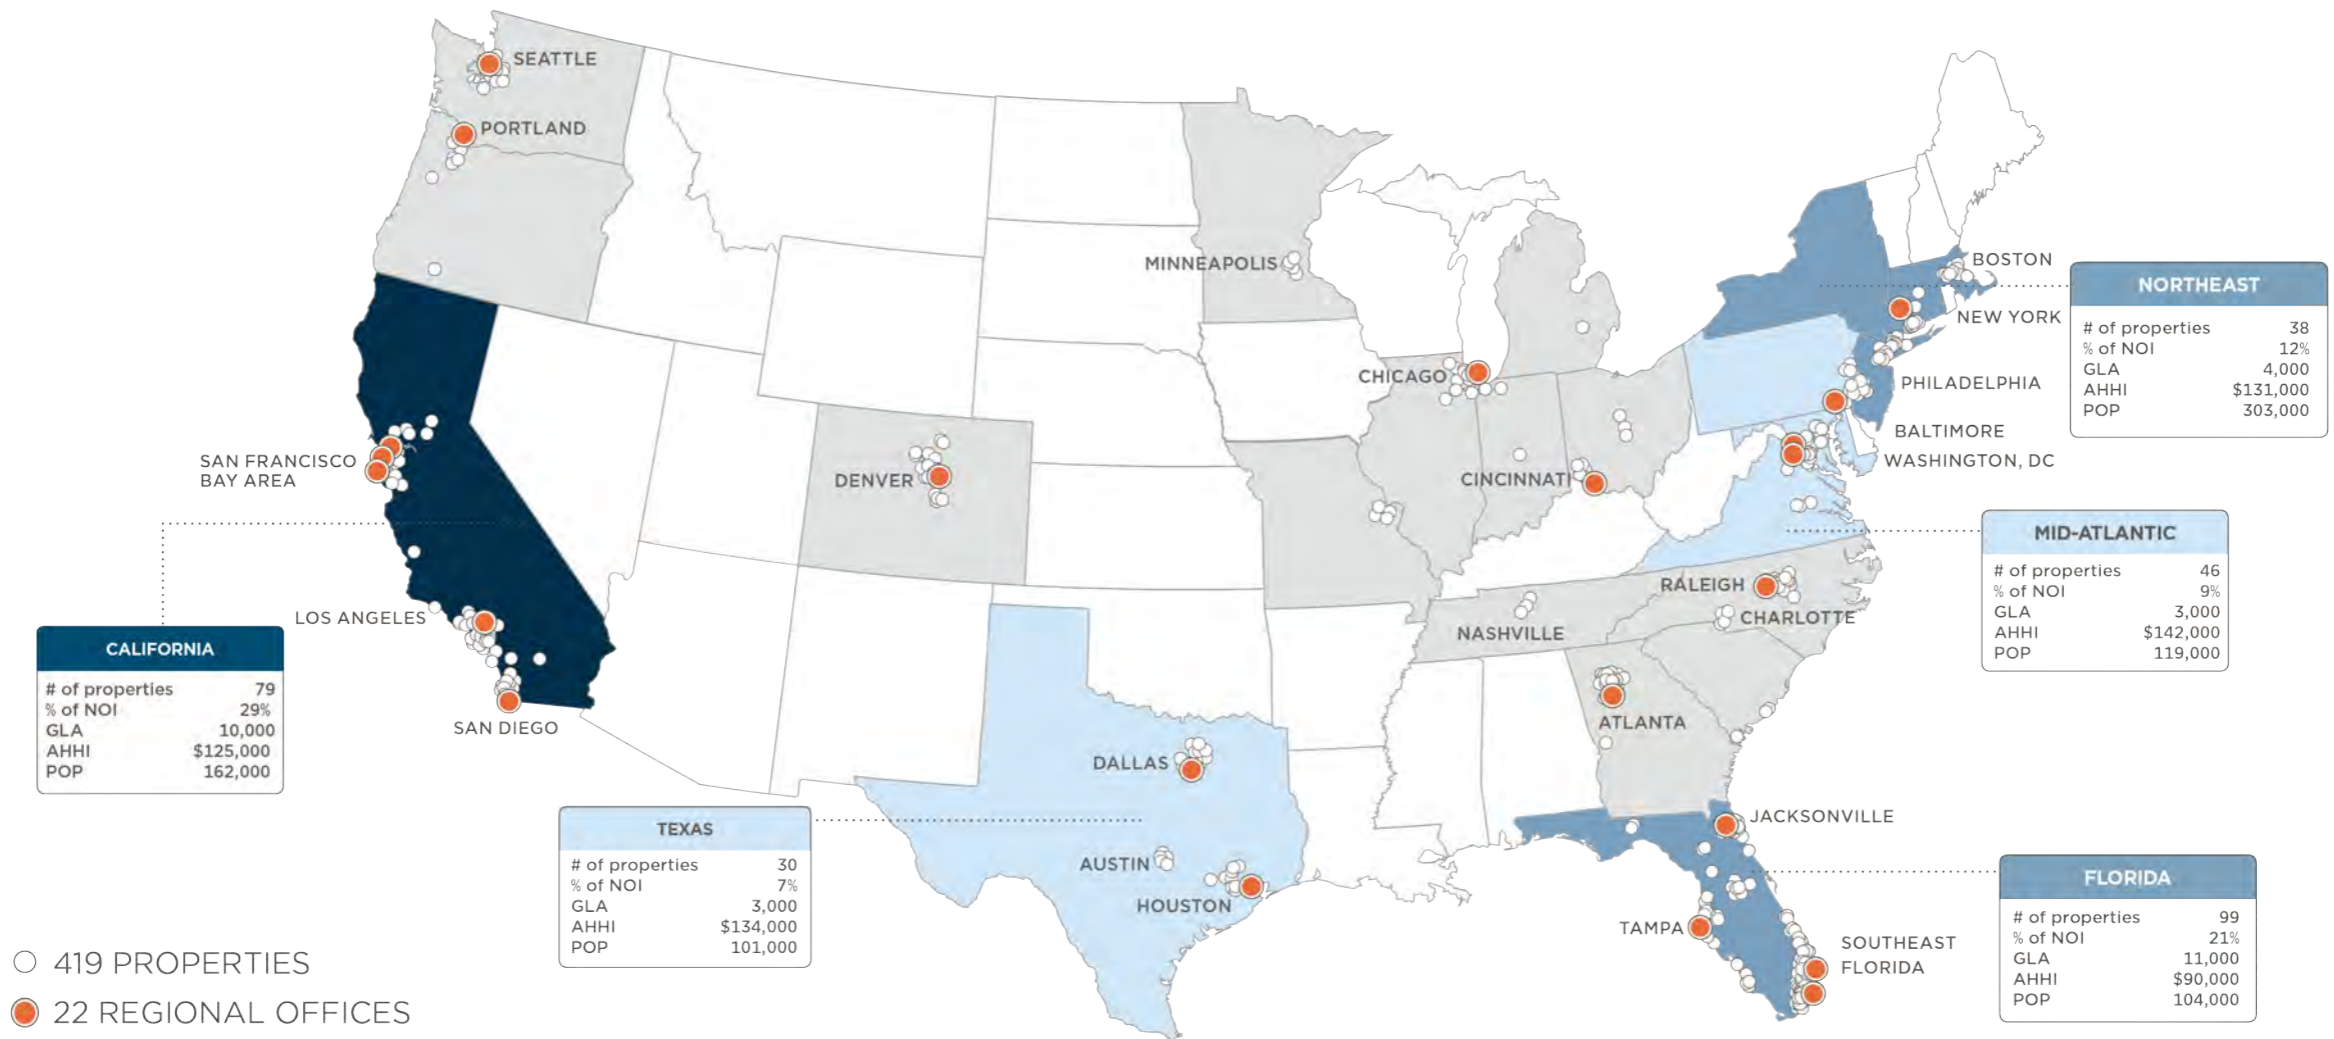 SEATTLE
PORTLAND
MINNEAPOLIS
BOSTON
NORTHEAST
# of properties 38
% of NOI 12%
GLA 4,000
AHHI $131,000
POP 303,000
NEW YORK
CHICAGO
PHILADELPHIA
BALTIMORE
WASHINGTON, DC
SAN FRANCISCO
BAY AREA
DENVER
CINCINNATI
MID-ATLANTIC
# of properties 46
% of NOI 9%
GLA 3,000
AHHI $142,000
POP 119,000
RALEIGH
CHARLOTTE
NASHVILLE
LOS ANGELES
CALIFORNIA
# of properties 79
% of NOI 29%
GLA 10,000
AHHI $125,000
POP 162,000
SAN DIEGO
ATLANTA
DALLAS
TEXAS
# of properties 30
% of NOI 7%
GLA 3,000
AHHI $134,000
POP 101,000
AUSTIN
HOUSTON
JACKSONVILLE
FLORIDA
# of properties 99
% of NOI 21%
GLA 11,000
AHHI $90,000
POP 104,000
TAMPA
SOUTHEAST
FLORIDA
419 PROPERTIES
22 REGIONAL OFFICES